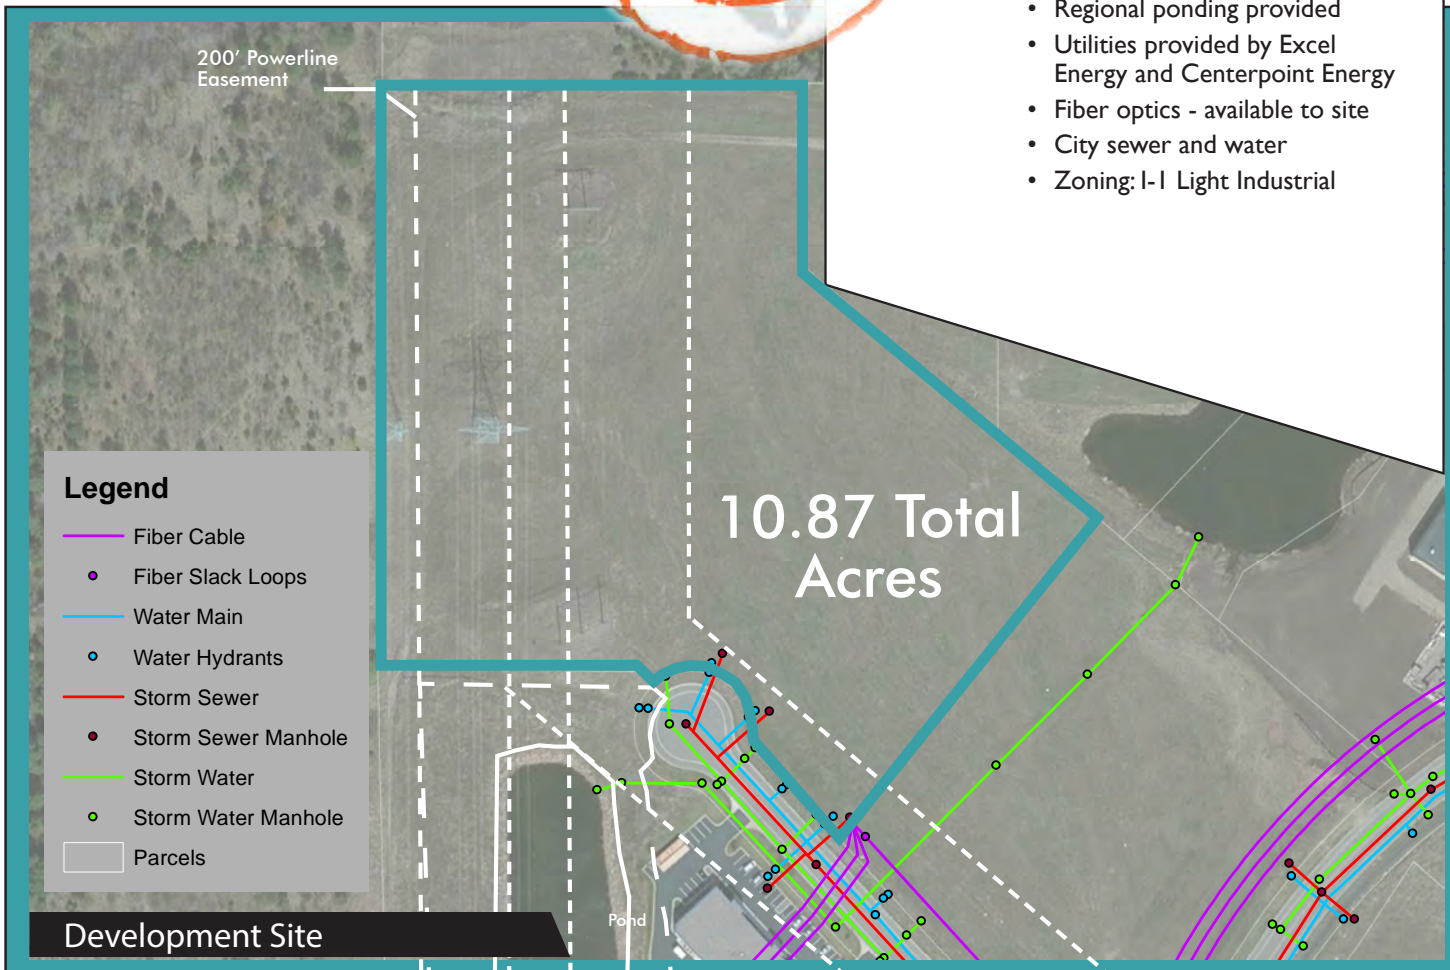 • Regional ponding provided
• Utilities provided by Excel
Energy and Centerpoint Energy
• Fiber optics - available to site
• City sewer and water
• Zoning: I-1 Light Industrial
200' Powerline
Easement
10.87 Total
Acres
Legend
Fiber Cable
Fiber Slack Loops
Water Main
Water Hydrants
Storm Sewer
Storm Sewer Manhole
Storm Water
Storm Water Manhole
Parcels
Pond
Development Site